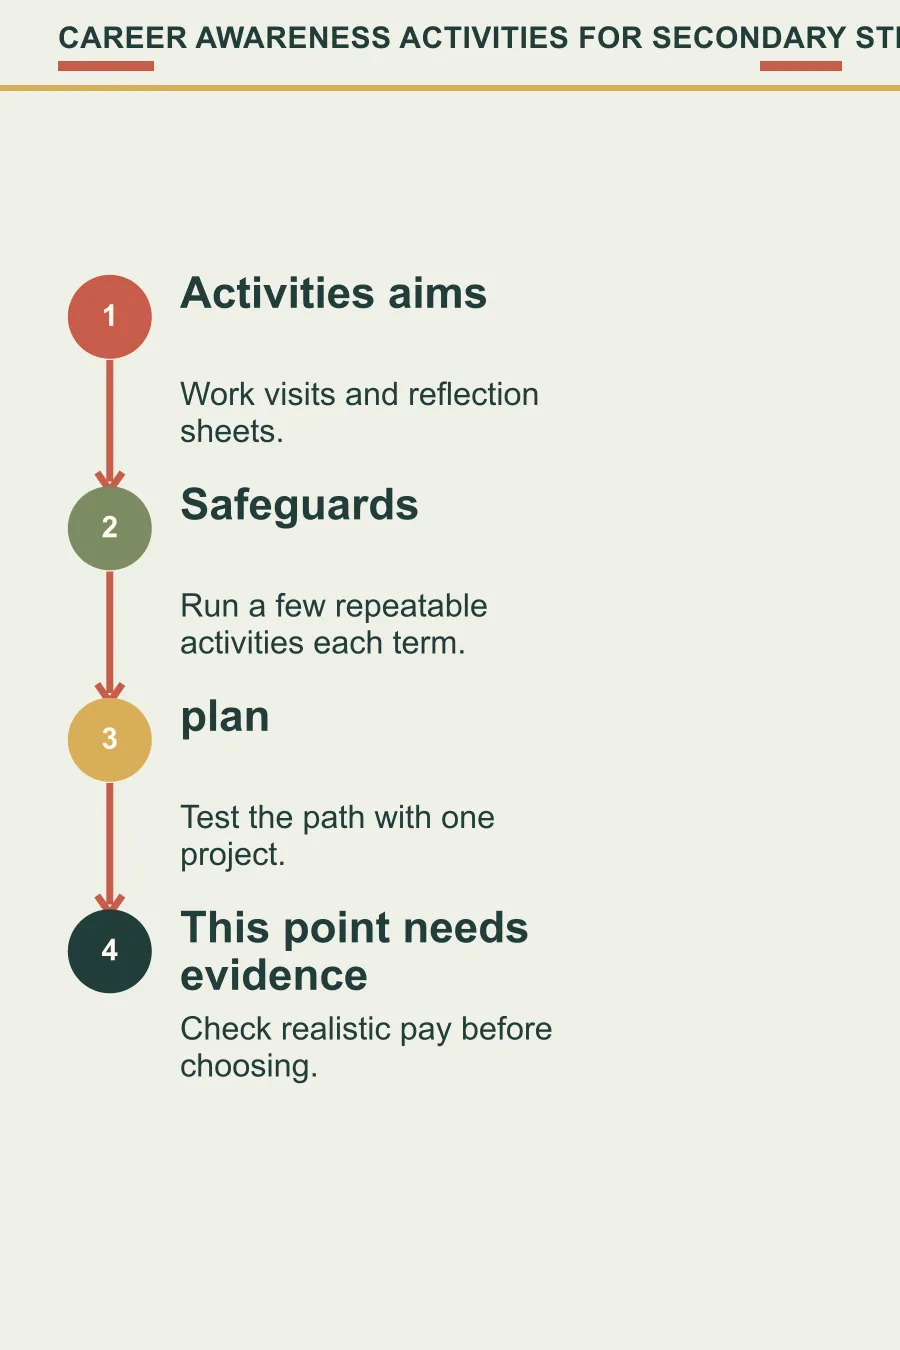 CAREER AWARENESS ACTIVITIES FOR SECONDARY
1
Activities aims
Work visits and reflection
sheets.
2
Safeguards
Run a few repeatable
activities each term.
3
plan
Test the path with one
project.
4
This point needs
evidence
Check realistic pay before
choosing.